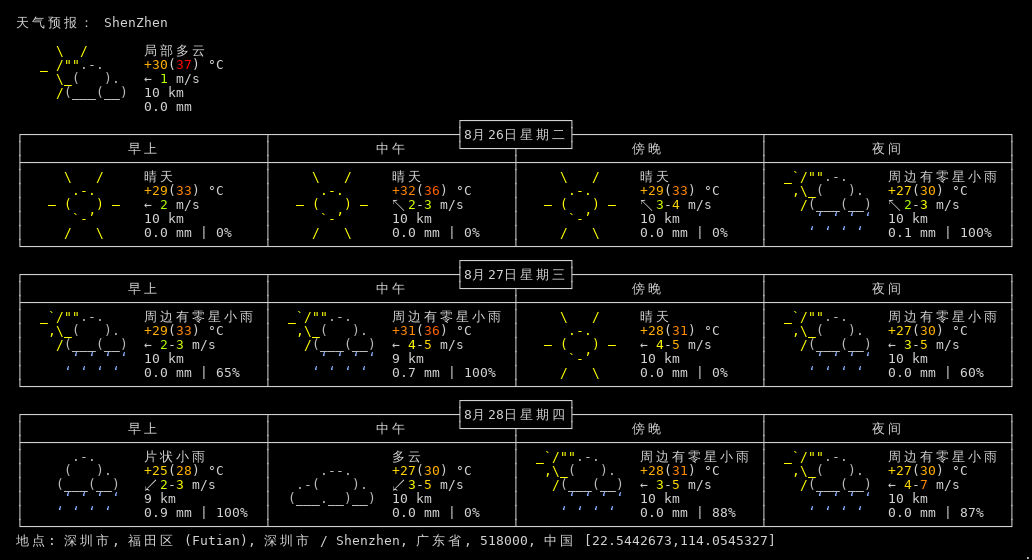 天气预报： ShenZhen
局部多云
+30(37) °C
← 1 m/s
10 km
0.0 mm
8月26日星期二
早上 中午 傍晚 夜间
晴天 晴天 晴天 周边有零星小雨
+29(33) °C +32(36) °C +29(33) °C +27(30) °C
← 2 m/s ↖ 2-3 m/s ↖ 3-4 m/s ↖ 2-3 m/s
10 km 10 km 10 km 10 km
0.0 mm | 0% 0.0 mm | 0% 0.0 mm | 0% 0.1 mm | 100%
8月27日星期三
早上 中午 傍晚 夜间
周边有零星小雨 周边有零星小雨 晴天 周边有零星小雨
+29(33) °C +31(36) °C +28(31) °C +27(30) °C
← 2-3 m/s ← 4-5 m/s ← 4-5 m/s ← 3-5 m/s
10 km 9 km 10 km 10 km
0.0 mm | 65% 0.7 mm | 100% 0.0 mm | 0% 0.0 mm | 60%
8月28日星期四
早上 中午 傍晚 夜间
片状小雨 多云 周边有零星小雨 周边有零星小雨
+25(28) °C +27(30) °C +28(31) °C +27(30) °C
↙ 2-3 m/s ↙ 3-5 m/s ← 3-5 m/s ← 4-7 m/s
9 km 10 km 10 km 10 km
0.9 mm | 100% 0.0 mm | 0% 0.0 mm | 88% 0.0 mm | 87%
地点: 深圳市, 福田区 (Futian), 深圳市 / Shenzhen, 广东省, 518000, 中国 [22.5442673,114.0545327]